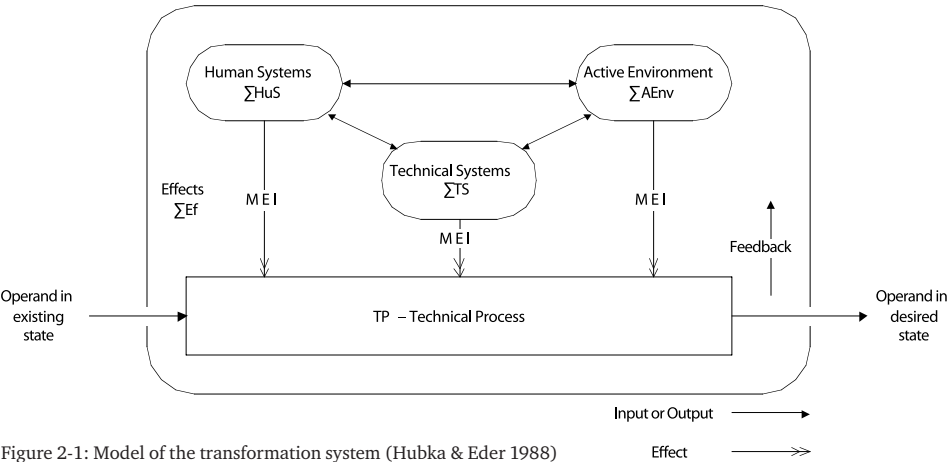 Human Systems
∑HuS
Active Environment
∑AEnv
Technical Systems
∑TS
Effects
∑Ef
M E I
M E I
M E I
Feedback
Operand in
existing
state
TP – Technical Process
Operand in
desired
state
Input or Output
Effect
Figure 2-1: Model of the transformation system (Hubka & Eder 1988)